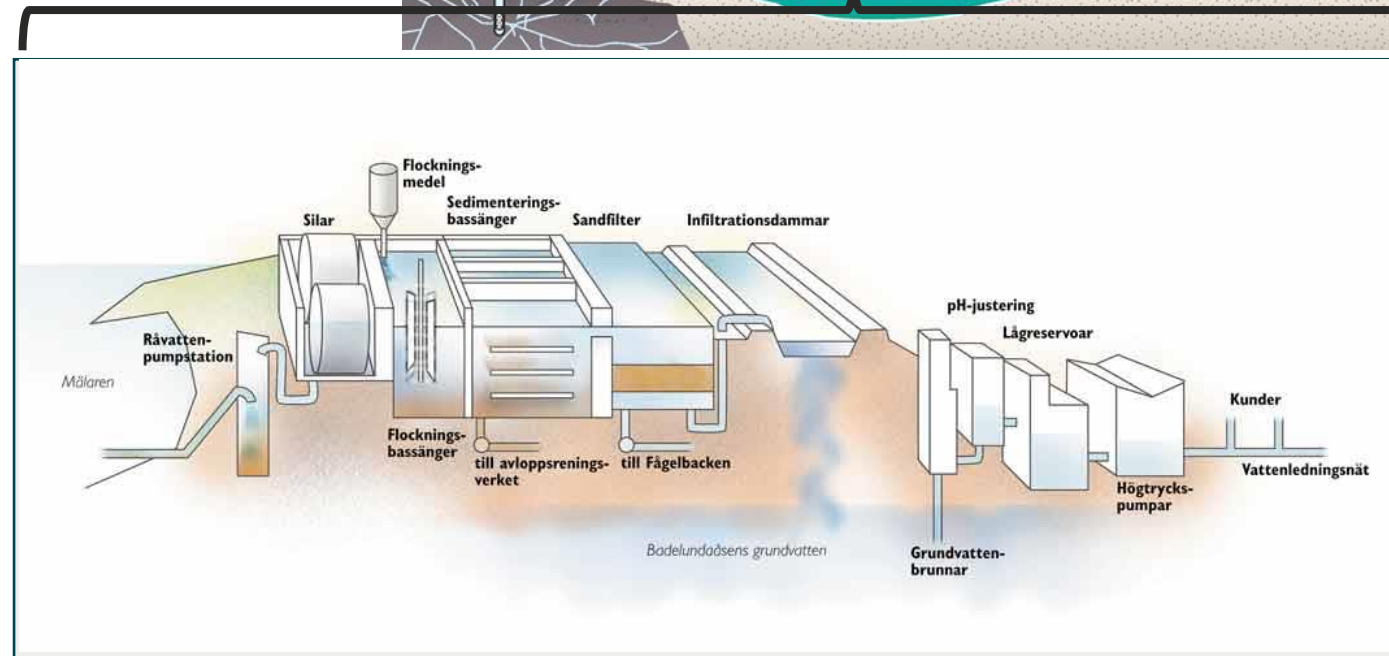 Flocknings-
medel
Silar
Sedimenterings-
bassänger
Sandfilter
Infiltrationsdammar
pH-justering
Lågreservoar
Råvatten-
pumpstation
Mälaren
Kunder
Flocknings-
bassänger
till avloppsrenings-
verket
till Fågelbacken
Vattenledningsnät
Högtrycks-
pumpar
Badelundaåsens grundvatten
Grundvatten-
brunnar